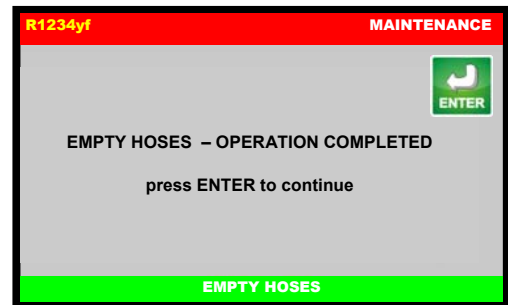 R1234yf MAINTENANCE
ENTER
EMPTY HOSES – OPERATION COMPLETED
press ENTER to continue
EMPTY HOSES